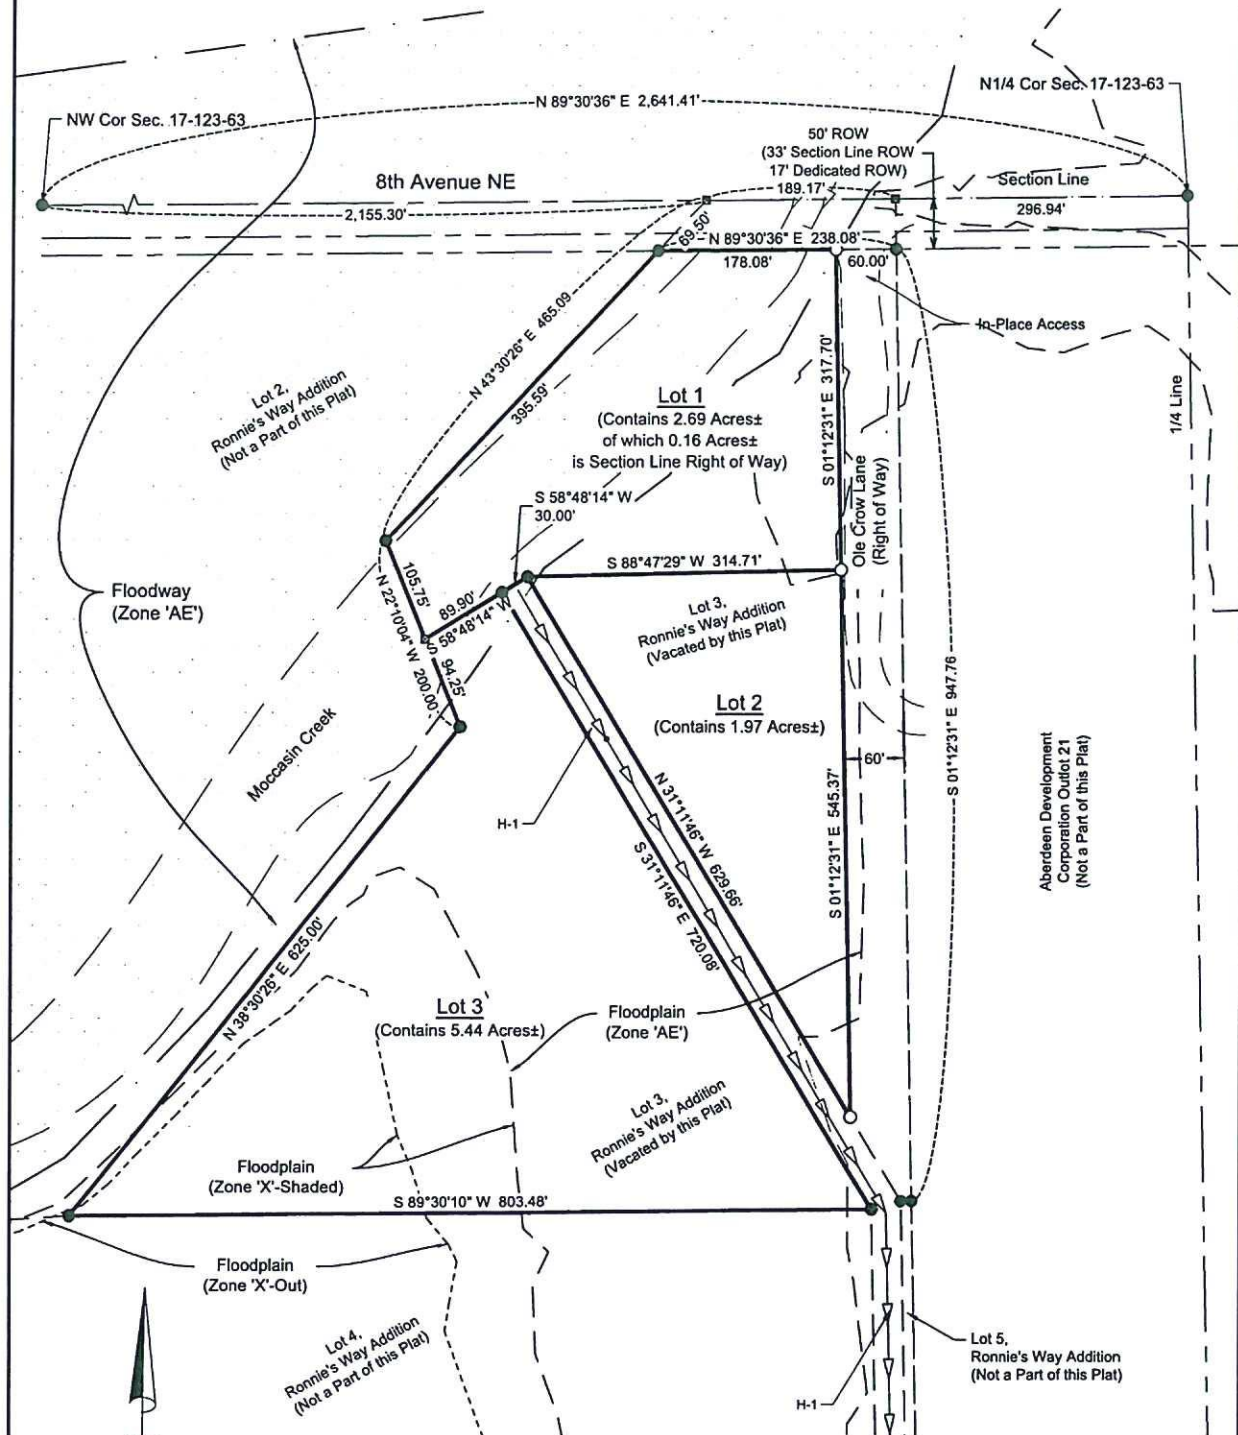 N 89°30'36" E 2,641.41'
N1/4 Cor Sec. 17-123-63
NW Cor Sec. 17-123-63
50' ROW
(33' Section Line ROW
17' Dedicated ROW)
8th Avenue NE
189.17'
Section Line
2,155.30'
296.94'
69.50'
N 89°30'36" E 238.08'
178.08'
60.00'
In-Place Access
N 43°30'26" E 465.09
395.59'
S 01°12'31" E 317.70'
1/4 Line
Lot 2,
Ronnie's Way Addition
(Not a Part of this Plat)
Lot 1
(Contains 2.69 Acres±
of which 0.16 Acres±
is Section Line Right of Way)
Ole Crow Lane
(Right of Way)
S 58°48'14" W
30.00'
S 88°47'29" W 314.71'
Floodway
(Zone 'AE')
105.75'
N 22°10'04" W 200.00'
89.90'
S 58°48'14" W
94.25'
Lot 3,
Ronnie's Way Addition
(Vacated by this Plat)
S 01°12'31" E 947.76
Lot 2
(Contains 1.97 Acres±)
Moccasin Creek
60'
Aberdeen Development
Corporation Outlot 21
(Not a Part of this Plat)
H-1
N 31°11'46" W 629.66'
S 31°11'46" E 720.08'
S 01°12'31" E 545.37'
N 38°30'26" E 625.00'
Lot 3
(Contains 5.44 Acres±)
Floodplain
(Zone 'AE')
Lot 3,
Ronnie's Way Addition
(Vacated by this Plat)
Floodplain
(Zone 'X'-Shaded)
S 89°30'10" W 803.48'
Floodplain
(Zone 'X'-Out)
Lot 4,
Ronnie's Way Addition
(Not a Part of this Plat)
Lot 5,
Ronnie's Way Addition
(Not a Part of this Plat)
H-1